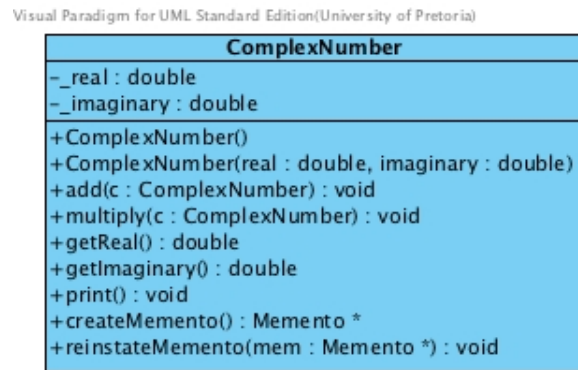 Visual Paradigm for UML Standard Edition(University of Pretoria)
ComplexNumber
-_real : double
-_imaginary : double
+ComplexNumber()
+ComplexNumber(real : double, imaginary : double)
+add(c : ComplexNumber) : void
+multiply(c : ComplexNumber) : void
+getReal() : double
+getImaginary() : double
+print() : void
+createMemento() : Memento *
+reinstateMemento(mem : Memento *) : void